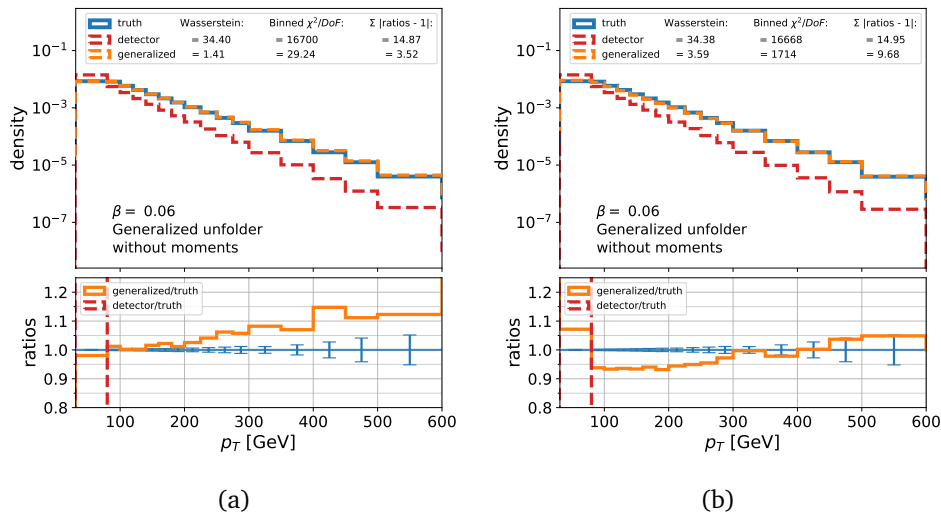 truth Wasserstein: Binned χ²/DoF: Σ |ratios - 1|:
detector = 34.40 = 16700 = 14.87
generalized = 1.41 = 29.24 = 3.52
density
10⁻¹
10⁻³
10⁻⁵
10⁻⁷
β = 0.06
Generalized unfolder
without moments
generalized/truth
detector/truth
ratios
1.2
1.1
1.0
0.9
0.8
100 200 300 400 500 600
p_T [GeV]
(a)
truth Wasserstein: Binned χ²/DoF: Σ |ratios - 1|:
detector = 34.38 = 16668 = 14.95
generalized = 3.59 = 1714 = 9.68
density
10⁻¹
10⁻³
10⁻⁵
10⁻⁷
β = 0.06
Generalized unfolder
without moments
generalized/truth
detector/truth
ratios
1.2
1.1
1.0
0.9
0.8
100 200 300 400 500 600
p_T [GeV]
(b)